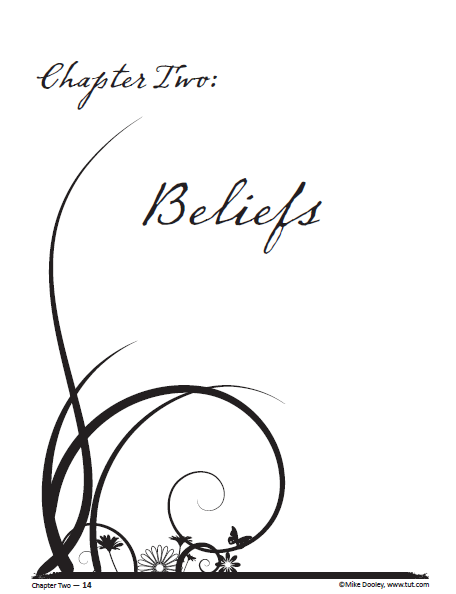 Chapter Two:
Beliefs
Chapter Two — 14
©Mike Dooley, www.tut.com